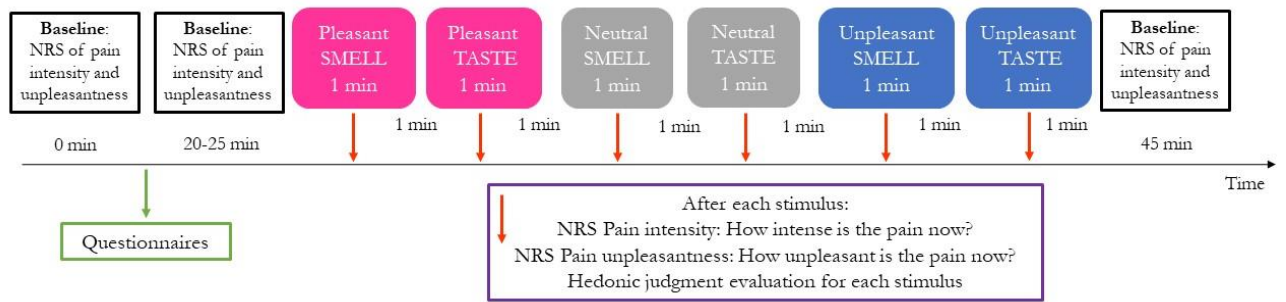 Baseline:
NRS of pain
intensity and
unpleasantness
Baseline:
NRS of pain
intensity and
unpleasantness
Pleasant
SMELL
1 min
Pleasant
TASTE
1 min
Neutral
SMELL
1 min
Neutral
TASTE
1 min
Unpleasant
SMELL
1 min
Unpleasant
TASTE
1 min
Baseline:
NRS of pain
intensity and
unpleasantness
0 min
20-25 min
1 min
1 min
1 min
1 min
1 min
1 min
45 min
Time
Questionnaires
After each stimulus:
NRS Pain intensity: How intense is the pain now?
NRS Pain unpleasantness: How unpleasant is the pain now?
Hedonic judgment evaluation for each stimulus